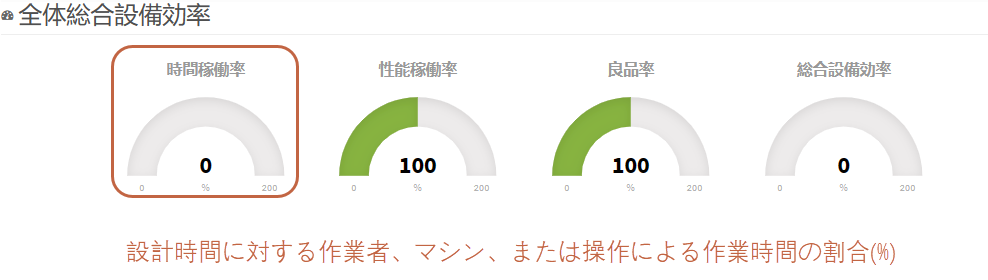 全体総合設備効率
時間稼働率 性能稼働率 良品率 総合設備効率
0 100 100 0
0 % 200 0 % 200 0 % 200 0 % 200
設計時間に対する作業者、マシン、または操作による作業時間の割合(%)